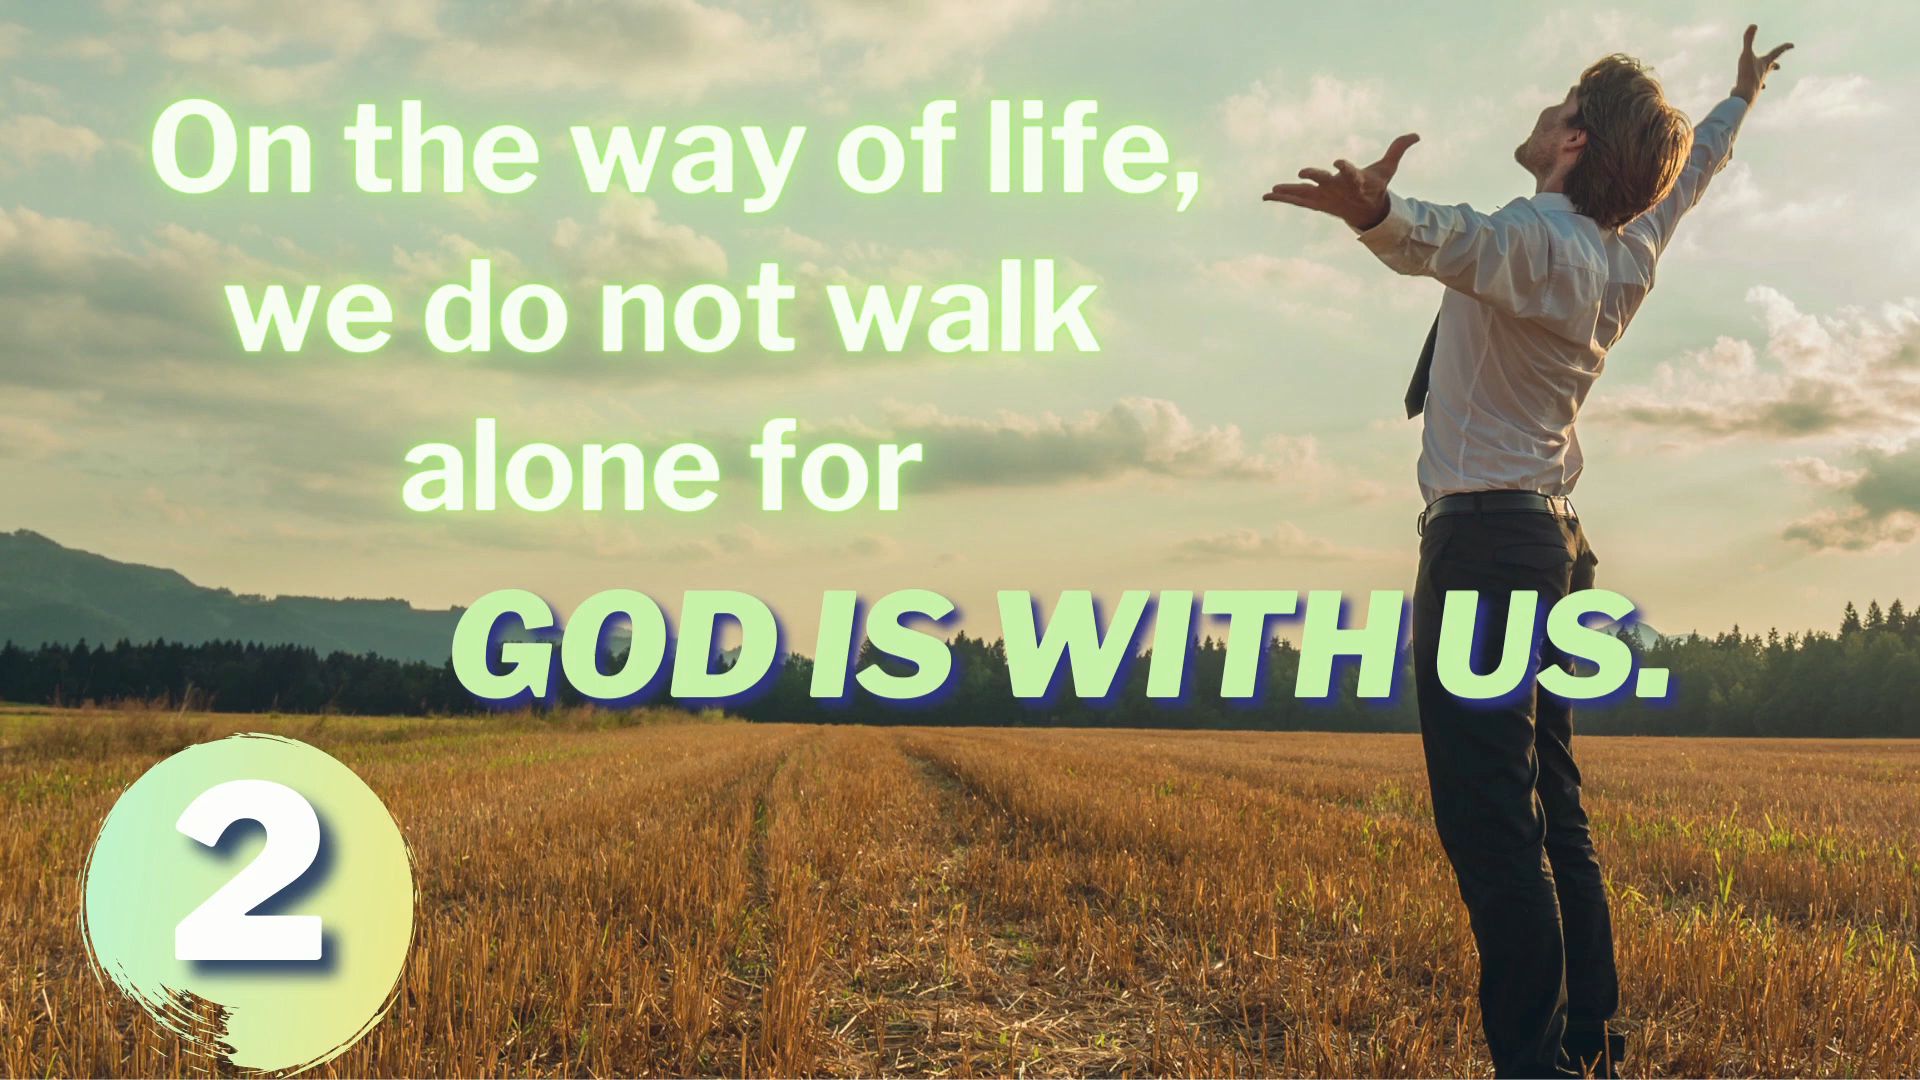 On the way of life,
we do not walk
alone for
GOD IS WITH US.
2